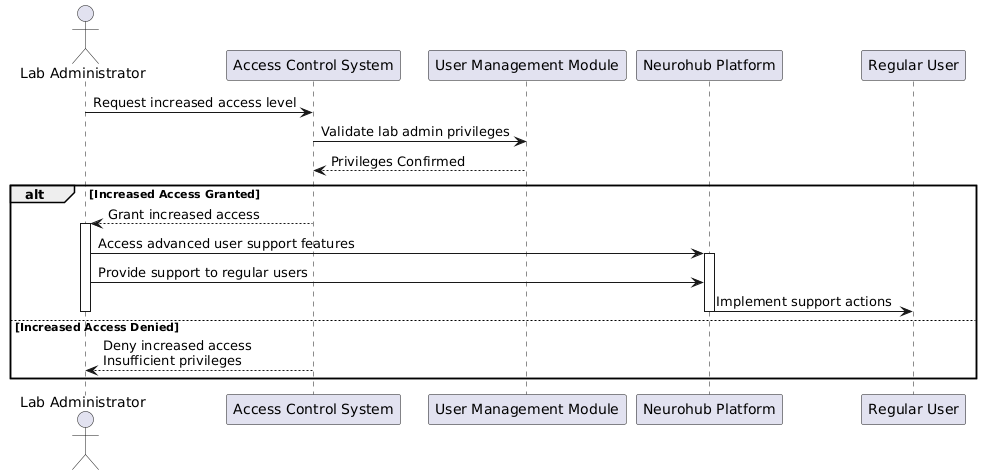 Lab Administrator
Access Control System
User Management Module
Neurohub Platform
Regular User
Request increased access level
Validate lab admin privileges
Privileges Confirmed
alt
[Increased Access Granted]
Grant increased access
Access advanced user support features
Provide support to regular users
Implement support actions
[Increased Access Denied]
Deny increased access
Insufficient privileges
Lab Administrator
Access Control System
User Management Module
Neurohub Platform
Regular User